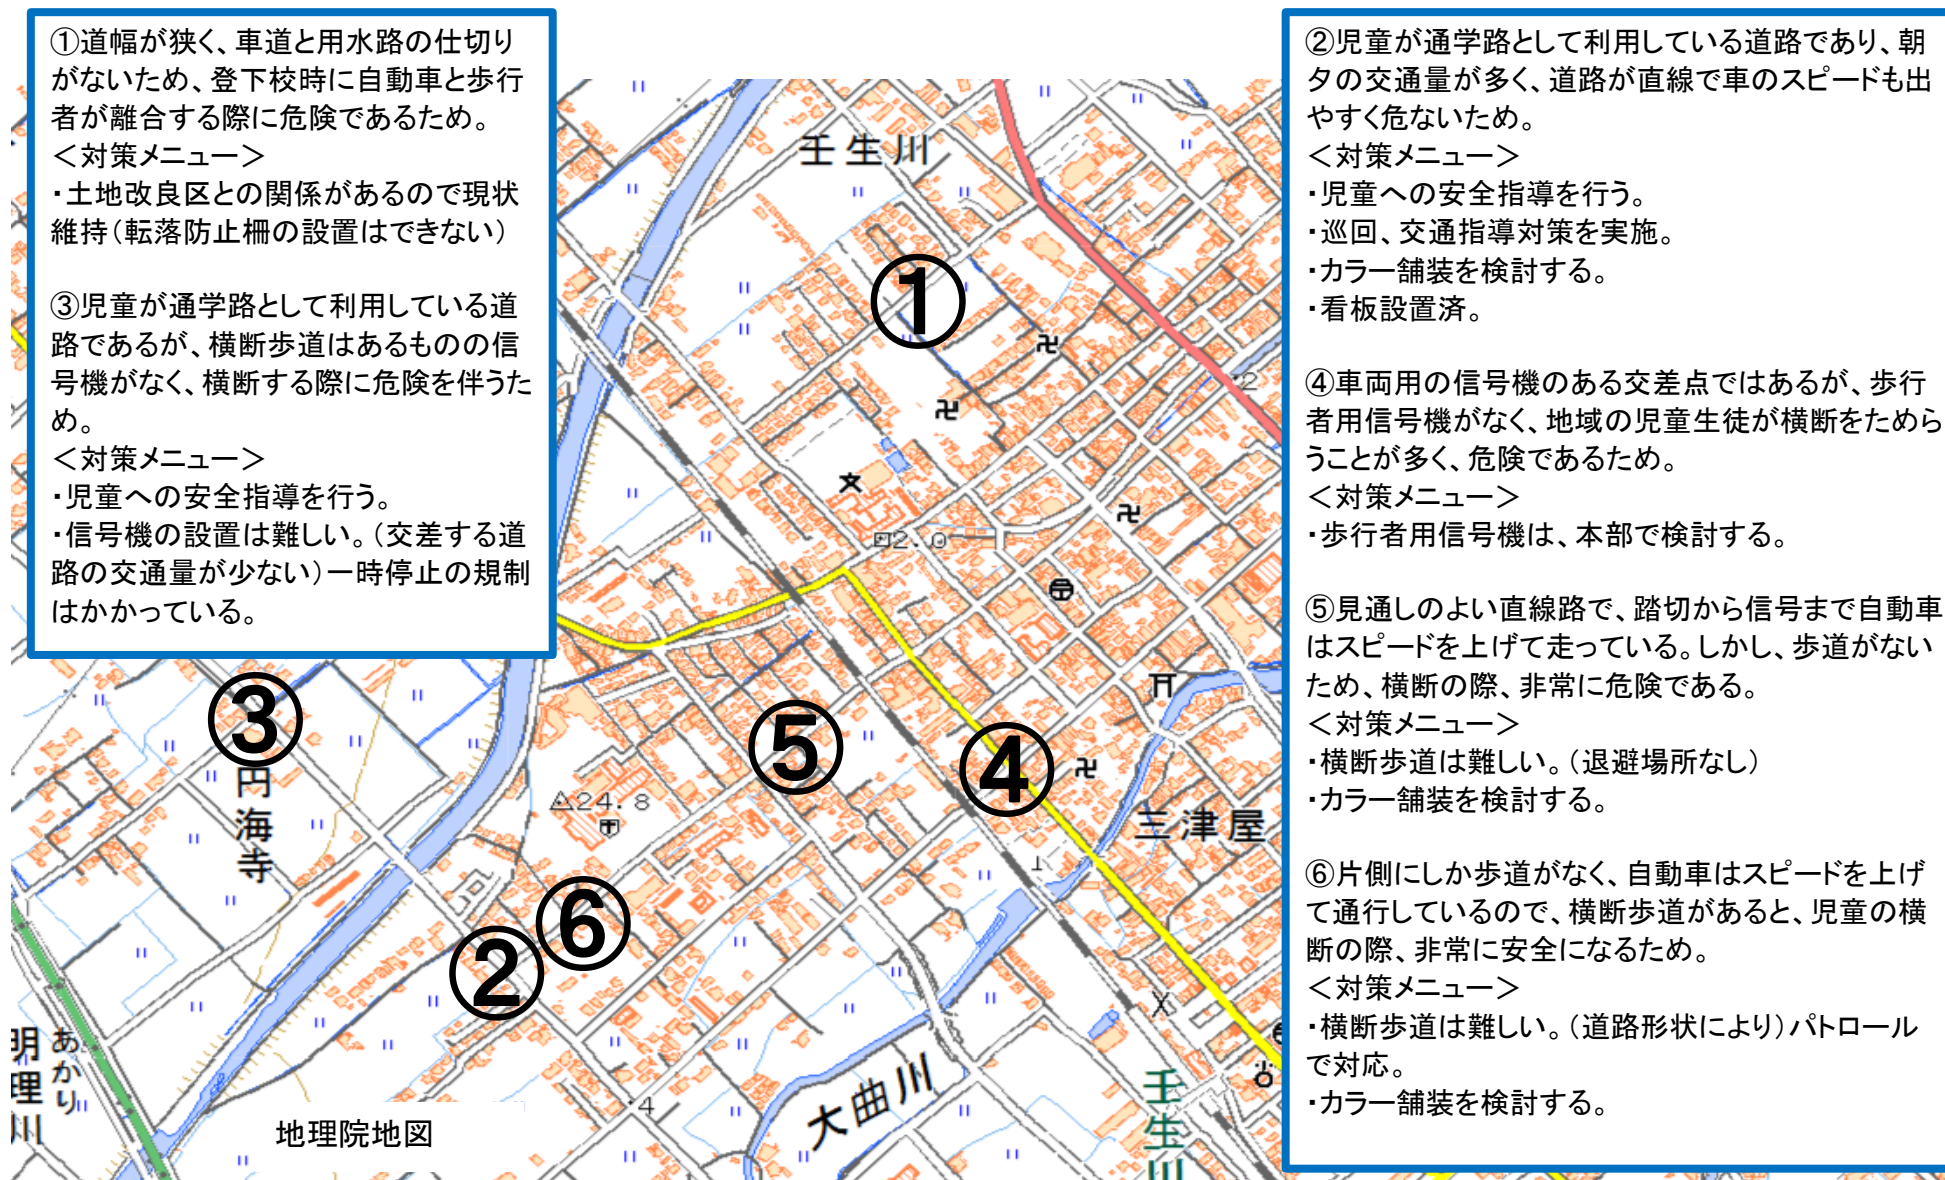 ①道幅が狭く、車道と用水路の仕切り
がないため、登下校時に自動車と歩行
者が離合する際に危険であるため。
＜対策メニュー＞
・土地改良区との関係があるので現状
維持（転落防止柵の設置はできない）
③児童が通学路として利用している道
路であるが、横断歩道はあるものの信
号機がなく、横断する際に危険を伴うた
め。
＜対策メニュー＞
・児童への安全指導を行う。
・信号機の設置は難しい。（交差する道
路の交通量が少ない）一時停止の規制
はかかっている。
②児童が通学路として利用している道路であり、朝
夕の交通量が多く、道路が直線で車のスピードも出
やすく危ないため。
＜対策メニュー＞
・児童への安全指導を行う。
・巡回、交通指導対策を実施。
・カラー舗装を検討する。
・看板設置済。
④車両用の信号機のある交差点ではあるが、歩行
者用信号機がなく、地域の児童生徒が横断をためら
うことが多く、危険であるため。
＜対策メニュー＞
・歩行者用信号機は、本部で検討する。
⑤見通しのよい直線路で、踏切から信号まで自動車
はスピードを上げて走っている。しかし、歩道がない
ため、横断の際、非常に危険である。
＜対策メニュー＞
・横断歩道は難しい。（退避場所なし）
・カラー舗装を検討する。
⑥片側にしか歩道がなく、自動車はスピードを上げ
て通行しているので、横断歩道があると、児童の横
断の際、非常に安全になるため。
＜対策メニュー＞
・横断歩道は難しい。（道路形状により）パトロール
で対応。
・カラー舗装を検討する。
壬生川
①
2
2.0
③
円海寺
⑤
④
24.8
三津屋
⑥
②
明理川
あかり
大曲川
4
壬生川
地理院地図